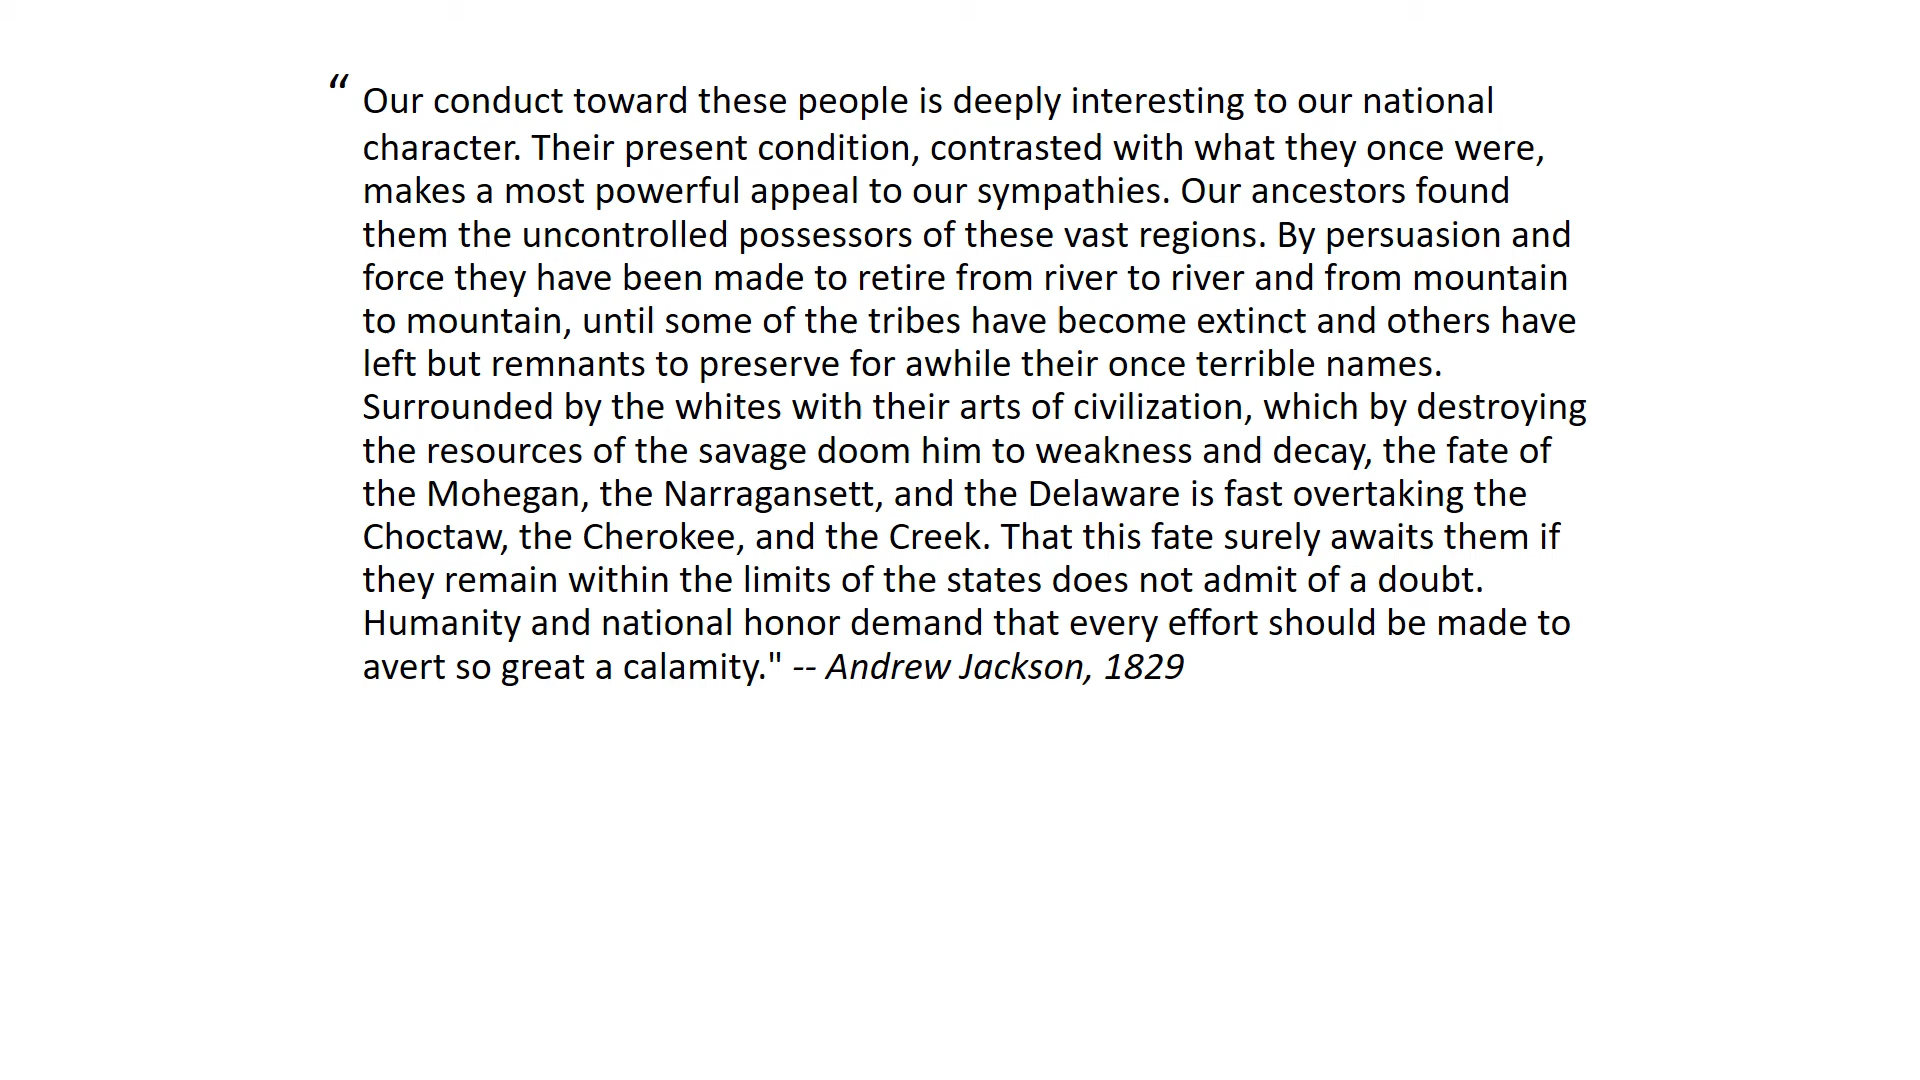 “ Our conduct toward these people is deeply interesting to our national
character. Their present condition, contrasted with what they once were,
makes a most powerful appeal to our sympathies. Our ancestors found
them the uncontrolled possessors of these vast regions. By persuasion and
force they have been made to retire from river to river and from mountain
to mountain, until some of the tribes have become extinct and others have
left but remnants to preserve for awhile their once terrible names.
Surrounded by the whites with their arts of civilization, which by destroying
the resources of the savage doom him to weakness and decay, the fate of
the Mohegan, the Narragansett, and the Delaware is fast overtaking the
Choctaw, the Cherokee, and the Creek. That this fate surely awaits them if
they remain within the limits of the states does not admit of a doubt.
Humanity and national honor demand that every effort should be made to
avert so great a calamity." -- Andrew Jackson, 1829